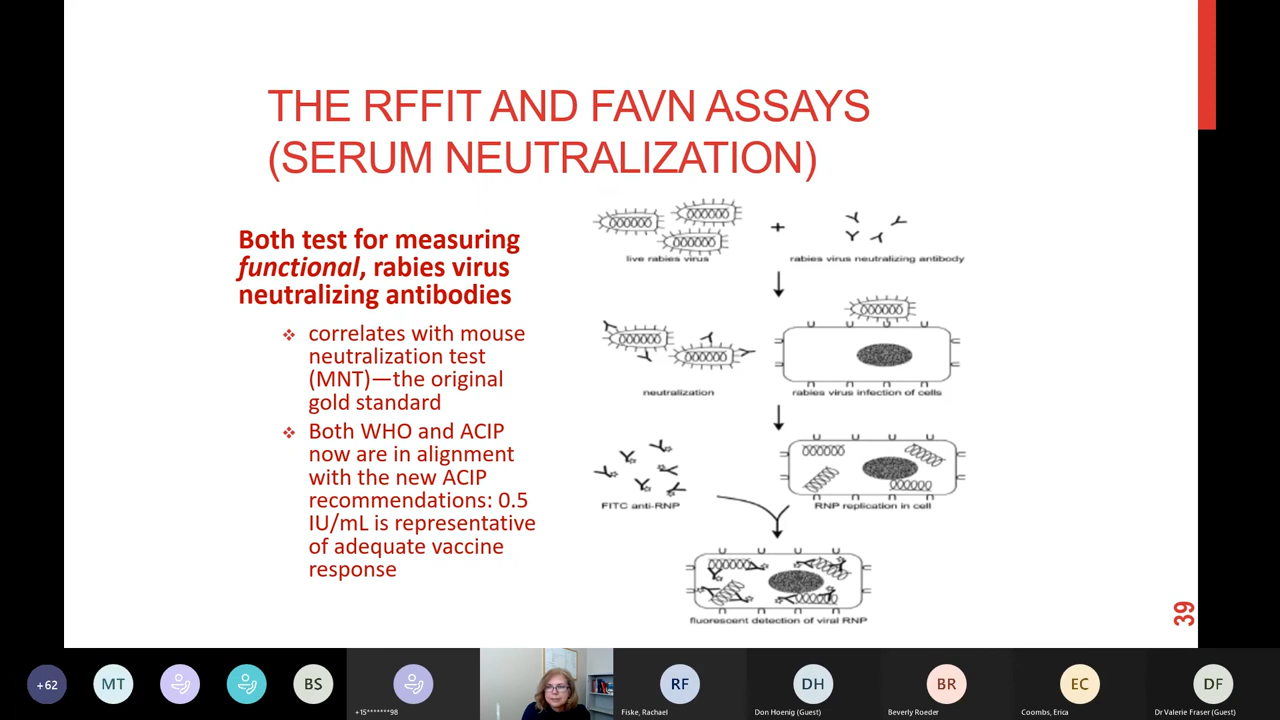 THE RFFIT AND FAVN ASSAYS
(SERUM NEUTRALIZATION)
Both test for measuring
functional, rabies virus
neutralizing antibodies
❖ correlates with mouse
neutralization test
(MNT)—the original
gold standard
❖ Both WHO and ACIP
now are in alignment
with the new ACIP
recommendations: 0.5
IU/mL is representative
of adequate vaccine
response
+
live rabies virus
rabies virus neutralizing antibody
neutralization
rabies virus infection of cells
FITC anti-RNP
RNP replication in cell
fluorescent detection of viral RNP
39
+62
MT
BS
+15*******98
RF
Fiske, Rachael
DH
Don Hoenig (Guest)
BR
Beverly Roeder
EC
Coombs, Erica
DF
Dr Valerie Fraser (Guest)